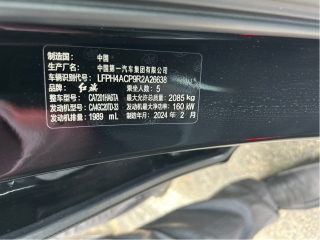 制造国： 中国
生产厂名： 中国第一汽车集团有限公司
车辆识别代号： LFPH4ACP9R2A26638
品牌： 红旗 乘坐人数： 5
整车型号： CA7201HA6TA 最大允许总质量： 2085 kg
发动机型号： CA4GC20TD-33 发动机最大净功率： 160 kW
发动机排量： 1989 mL 制造年月： 2024 年 2 月